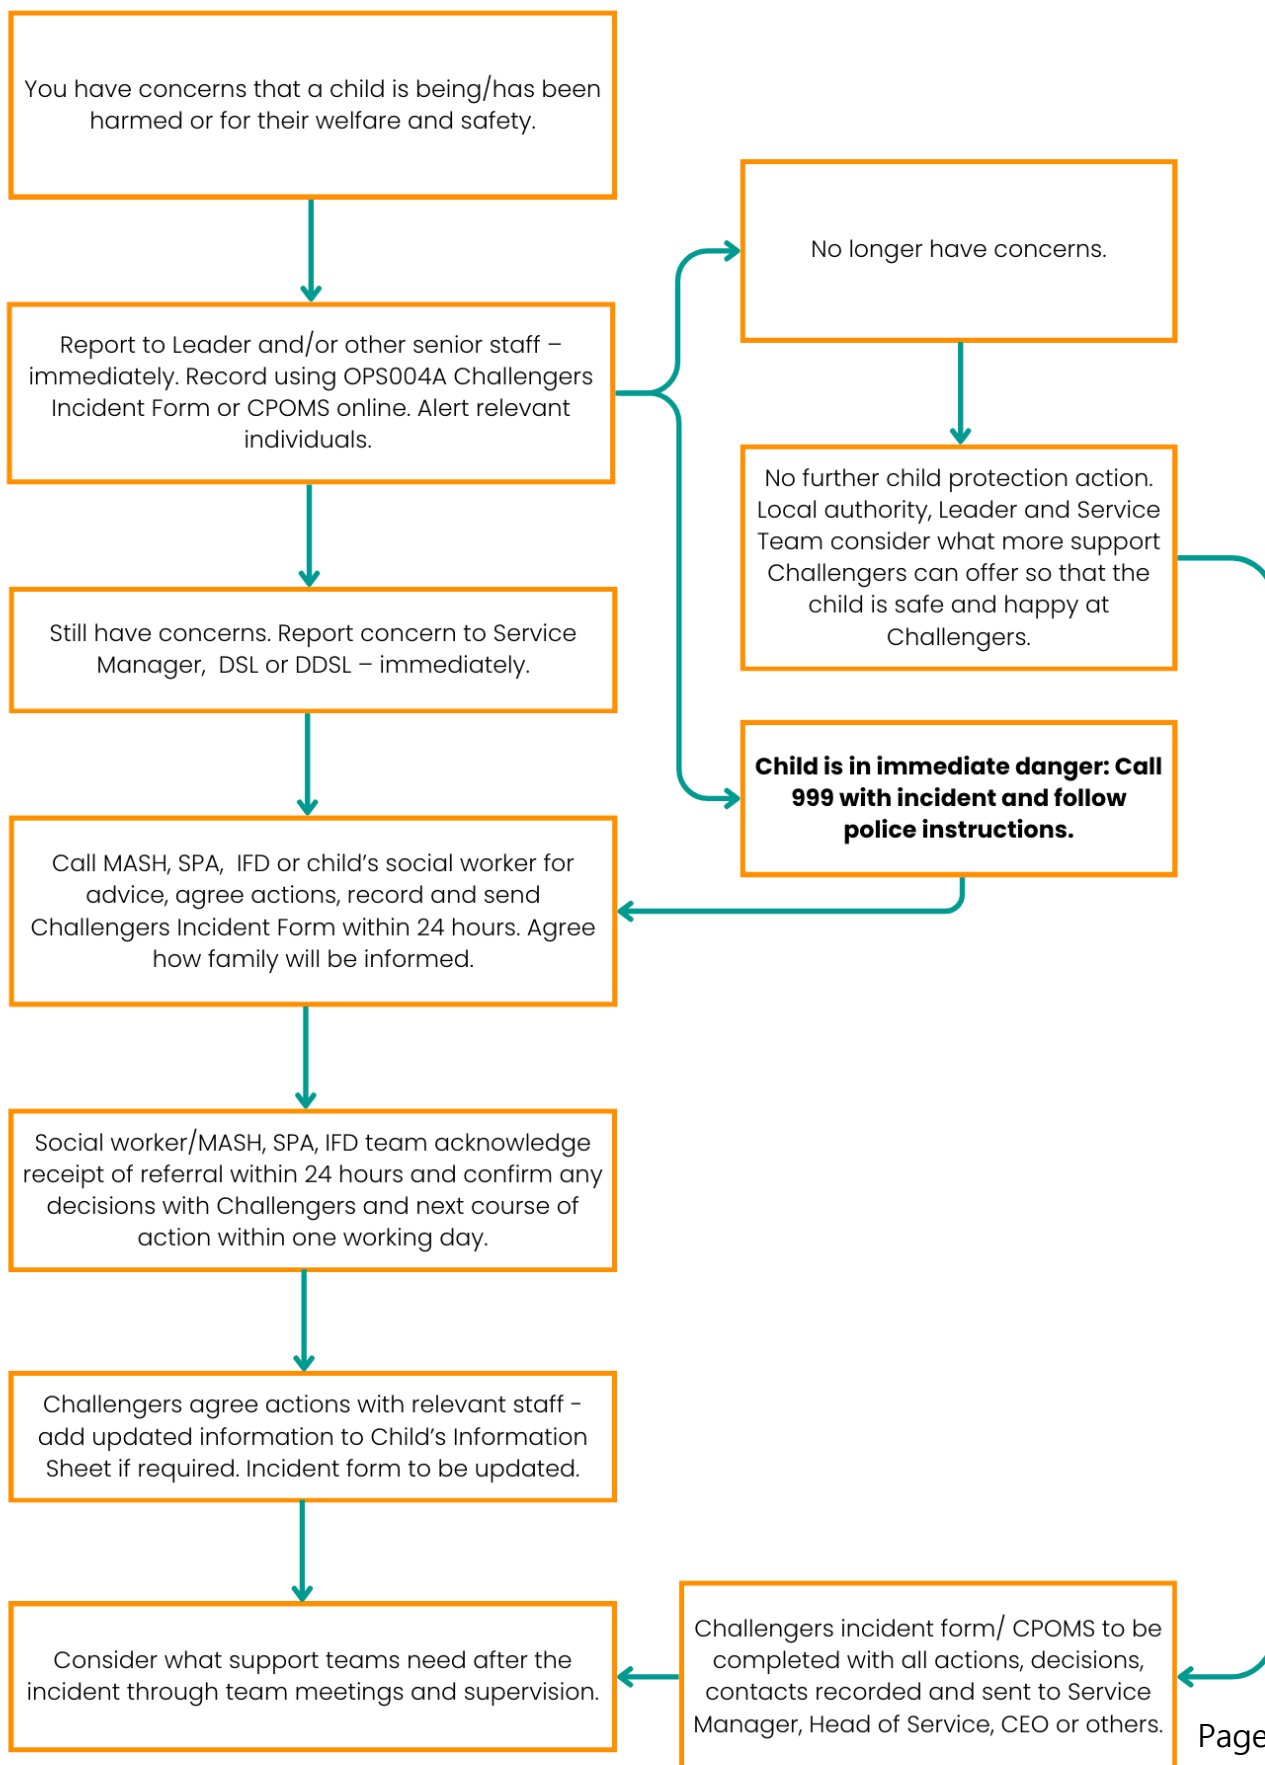 You have concerns that a child is being/has been
harmed or for their welfare and safety.
No longer have concerns.
Report to Leader and/or other senior staff –
immediately. Record using OPS004A Challengers
Incident Form or CPOMS online. Alert relevant
individuals.
No further child protection action.
Local authority, Leader and Service
Team consider what more support
Challengers can offer so that the
child is safe and happy at
Challengers.
Still have concerns. Report concern to Service
Manager,  DSL or DDSL – immediately.
Child is in immediate danger: Call
999 with incident and follow
police instructions.
Call MASH, SPA,  IFD or child's social worker for
advice, agree actions, record and send
Challengers Incident Form within 24 hours. Agree
how family will be informed.
Social worker/MASH, SPA, IFD team acknowledge
receipt of referral within 24 hours and confirm any
decisions with Challengers and next course of
action within one working day.
Challengers agree actions with relevant staff -
add updated information to Child's Information
Sheet if required. Incident form to be updated.
Consider what support teams need after the
incident through team meetings and supervision.
Challengers incident form/ CPOMS to be
completed with all actions, decisions,
contacts recorded and sent to Service
Manager, Head of Service, CEO or others.
Page